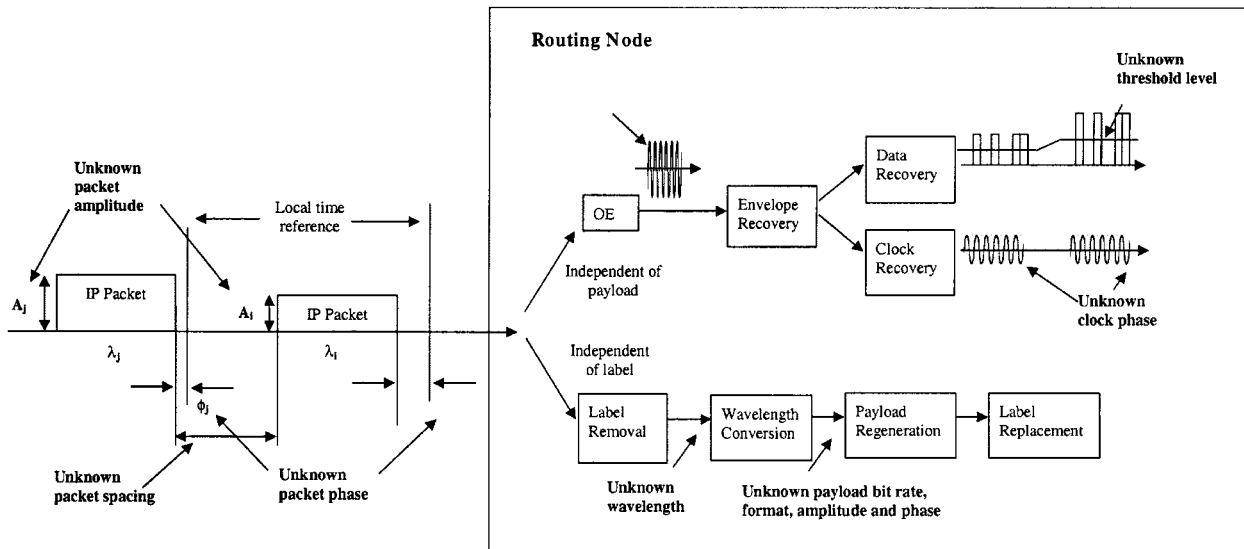 Routing Node
Unknown
threshold level
Unknown
packet
amplitude
Local time
reference
Data
Recovery
OE
Envelope
Recovery
Clock
Recovery
Independent of
payload
Unknown
clock phase
Aj
IP Packet
Ai
IP Packet
λj
λi
ϕj
Independent
of label
Label
Removal
Wavelength
Conversion
Payload
Regeneration
Label
Replacement
Unknown
packet spacing
Unknown
packet phase
Unknown
wavelength
Unknown payload bit rate,
format, amplitude and phase